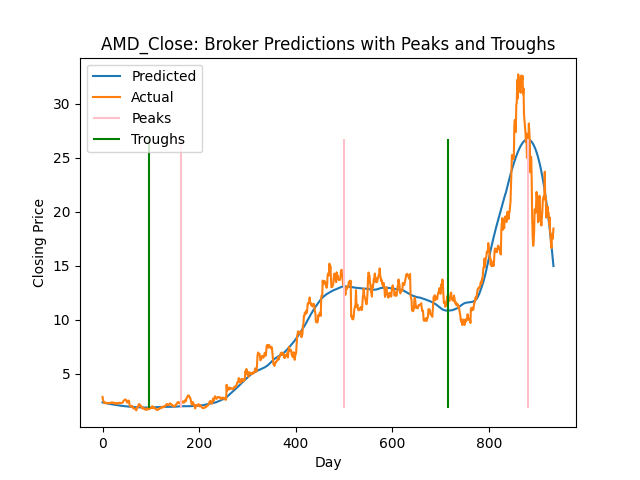 AMD_Close: Broker Predictions with Peaks and Troughs
Predicted
Actual
Peaks
Troughs
30
25
20
15
10
5
Closing Price
0
200
400
600
800
Day